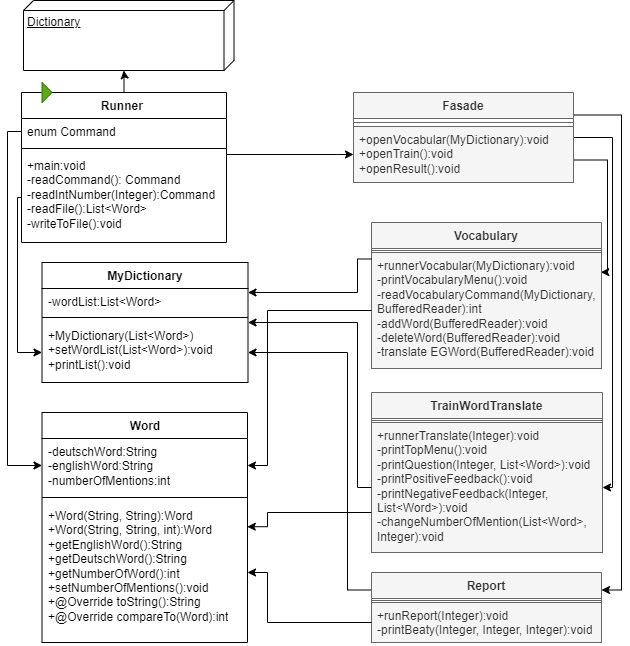 Dictionary
Runner
enum Command
+main:void
-readCommand(): Command
-readIntNumber(Integer):Command
-readFile():List<Word>
-writeToFile():void
Fasade
+openVocabular(MyDictionary):void
+openTrain():void
+openResult():void
MyDictionary
-wordList:List<Word>
+MyDictionary(List<Word>)
+setWordList(List<Word>):void
+printList():void
Vocabulary
+runnerVocabular(MyDictionary):void
-printVocabularyMenu():void
-readVocabularyCommand(MyDictionary,
BufferedReader):int
-addWord(BufferedReader):void
-deleteWord(BufferedReader):void
-translate EGWord(BufferedReader):void
Word
-deutschWord:String
-englishWord:String
-numberOfMentions:int
+Word(String, String):Word
+Word(String, String, int):Word
+getEnglishWord():String
+getDeutschWord():String
+getNumberOfWord():int
+setNumberOfMentions():void
+@Override toString():String
+@Override compareTo(Word):int
TrainWordTranslate
+runnerTranslate(Integer):void
-printTopMenu():void
-printQuestion(Integer, List<Word>):void
-printPositiveFeedback():void
-printNegativeFeedback(Integer,
List<Word>):void
-changeNumberOfMention(List<Word>,
Integer):void
Report
+runReport(Integer):void
-printBeaty(Integer, Integer, Integer):void